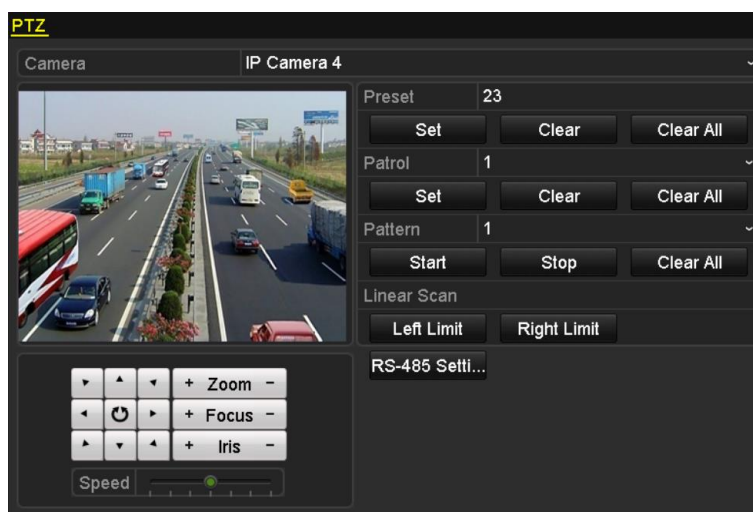 PTZ
Camera IP Camera 4
Preset 23
Set Clear Clear All
Patrol 1
Set Clear Clear All
Pattern 1
Start Stop Clear All
Linear Scan
Left Limit Right Limit
RS-485 Setti...
+ Zoom -
+ Focus -
+ Iris -
Speed